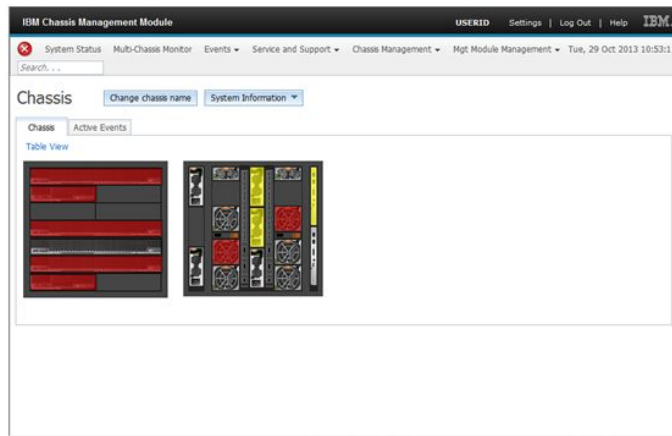 IBM Chassis Management Module USERID Settings | Log Out | Help IBM.
System Status Multi-Chassis Monitor Events Service and Support Chassis Management Mgt Module Management Tue, 29 Oct 2013 10:53:1
Search...
Chassis Change chassis name System Information
Chassis Active Events
Table View